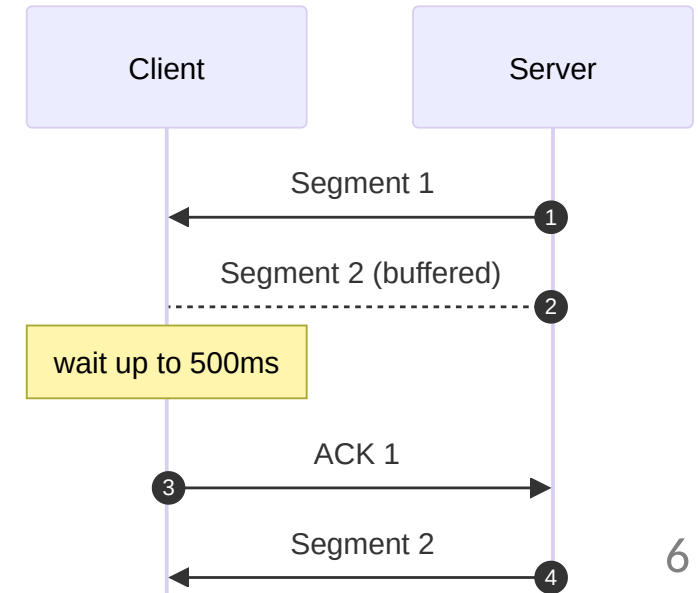 Client
Server
Segment 1
1
Segment 2 (buffered)
2
wait up to 500ms
ACK 1
3
Segment 2
4
6